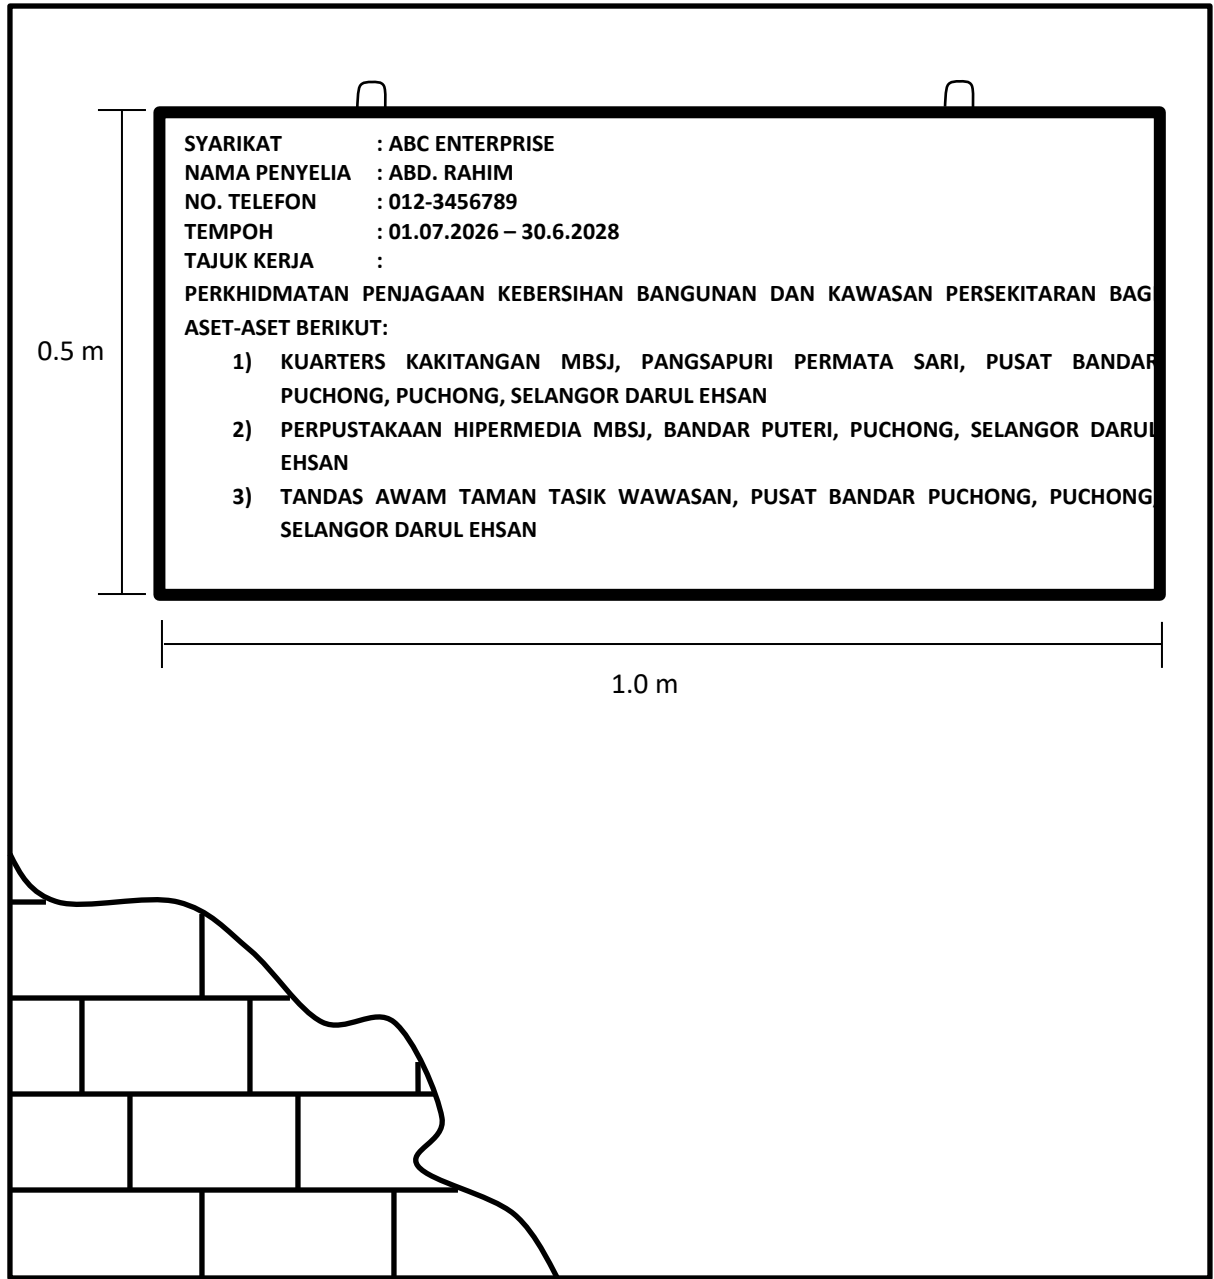 SYARIKAT : ABC ENTERPRISE
NAMA PENYELIA : ABD. RAHIM
NO. TELEFON : 012-3456789
TEMPOH : 01.07.2026 – 30.6.2028
TAJUK KERJA :
PERKHIDMATAN PENJAGAAN KEBERSIHAN BANGUNAN DAN KAWASAN PERSEKITARAN BAGI
ASET-ASET BERIKUT:
0.5 m
1) KUARTERS KAKITANGAN MBSJ, PANGSAPURI PERMATA SARI, PUSAT BANDAR
PUCHONG, PUCHONG, SELANGOR DARUL EHSAN
2) PERPUSTAKAAN HIPERMEDIA MBSJ, BANDAR PUTERI, PUCHONG, SELANGOR DARUL
EHSAN
3) TANDAS AWAM TAMAN TASIK WAWASAN, PUSAT BANDAR PUCHONG, PUCHONG,
SELANGOR DARUL EHSAN
1.0 m